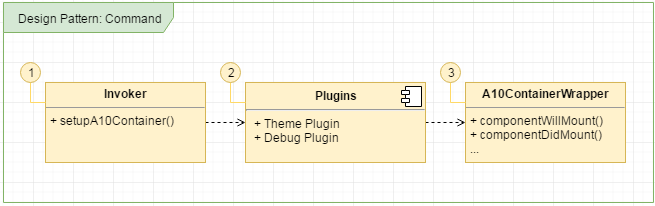 Design Pattern: Command
1
2
3
Invoker
+ setupA10Container()
Plugins
+ Theme Plugin
+ Debug Plugin
A10ContainerWrapper
+ componentWillMount()
+ componentDidMount()
...